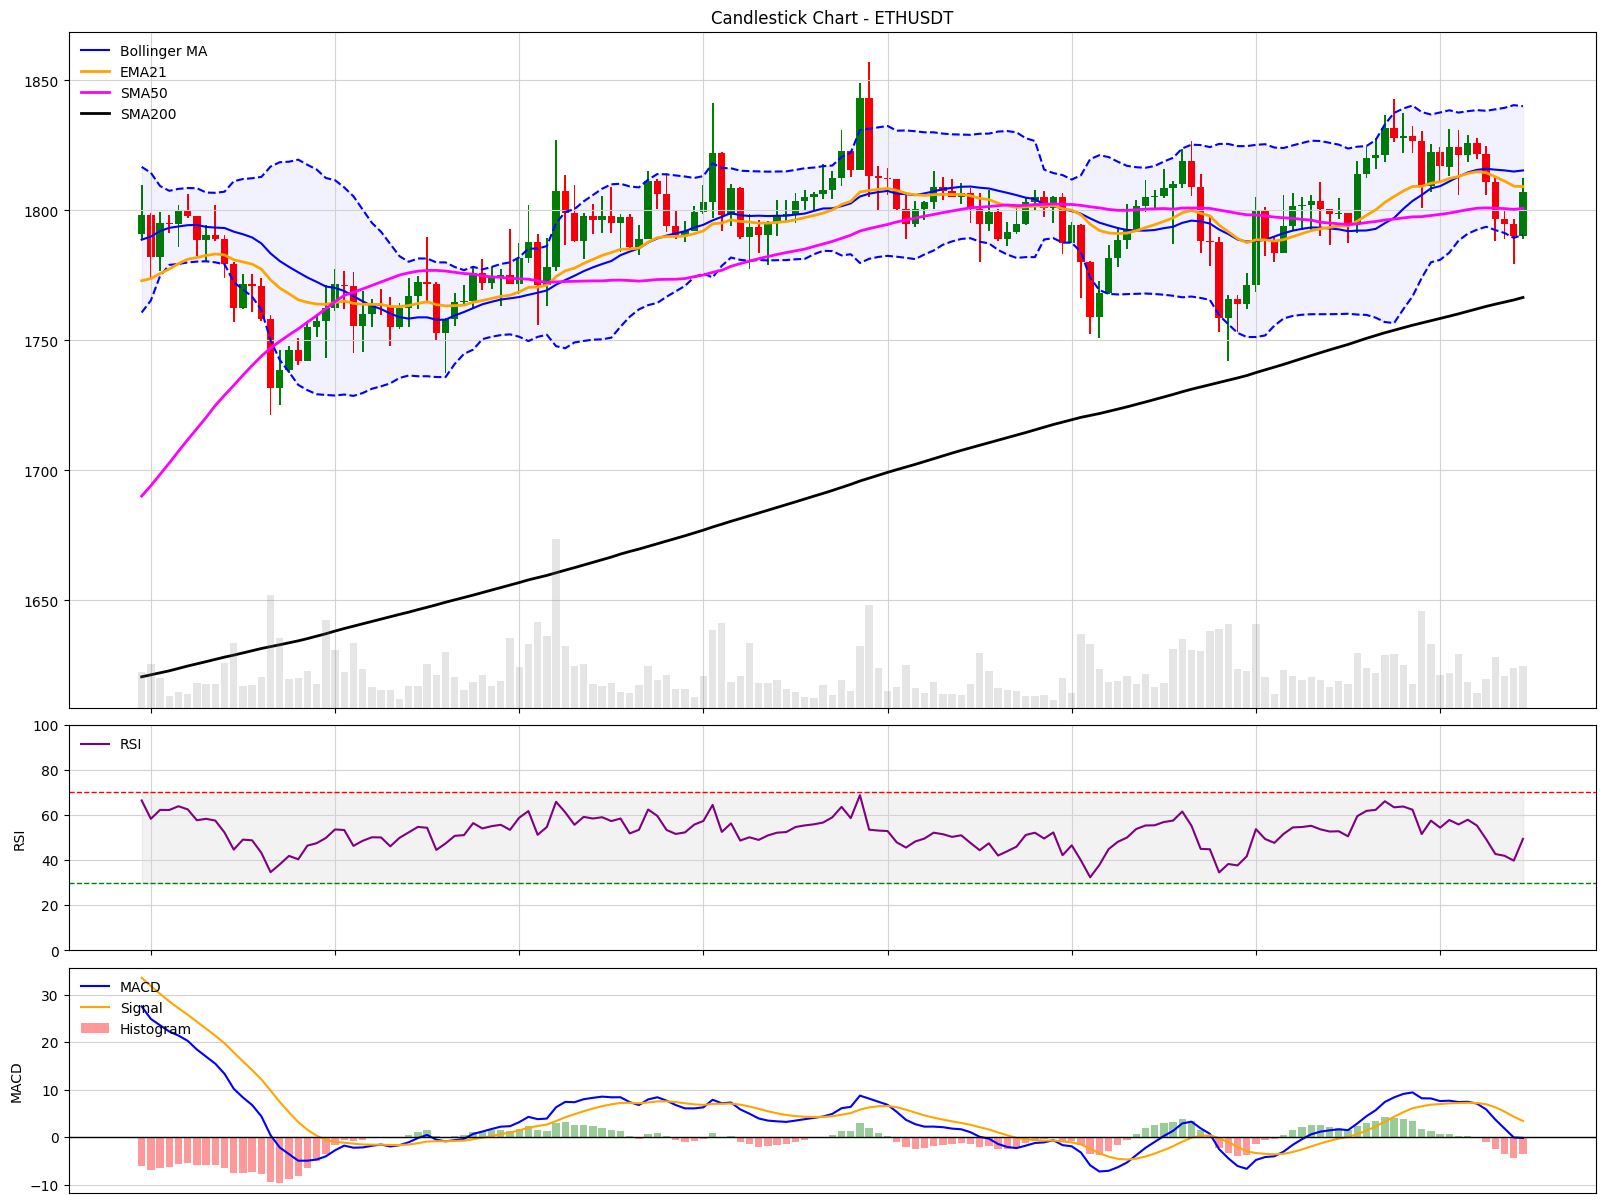 Candlestick Chart - ETHUSDT
Bollinger MA
EMA21
SMA50
SMA200
1850
1800
1750
1700
1650
RSI
100
80
60
40
20
0
RSI
MACD
Signal
Histogram
30
20
10
0
−10
MACD